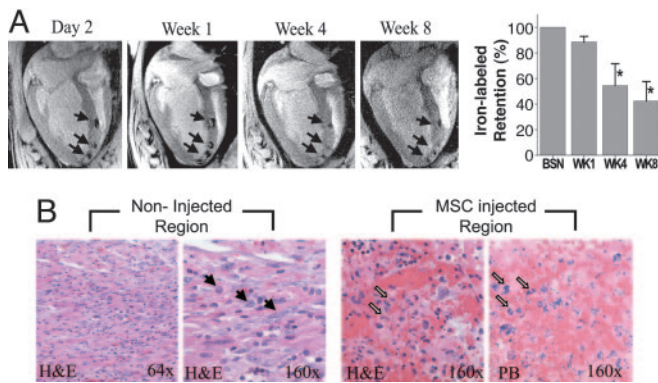 A
Day 2
Week 1
Week 4
Week 8
Iron-labeled
Retention (%)
100
80
60
40
20
0
*
*
BSN
WK1
WK4
WK8
B
Non- Injected
Region
MSC injected
Region
H&E
64x
H&E
160x
H&E
160x
PB
160x